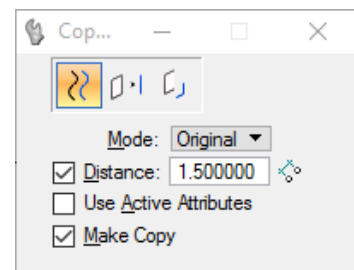 Cop...
Mode: Original
Distance: 1.500000
Use Active Attributes
Make Copy